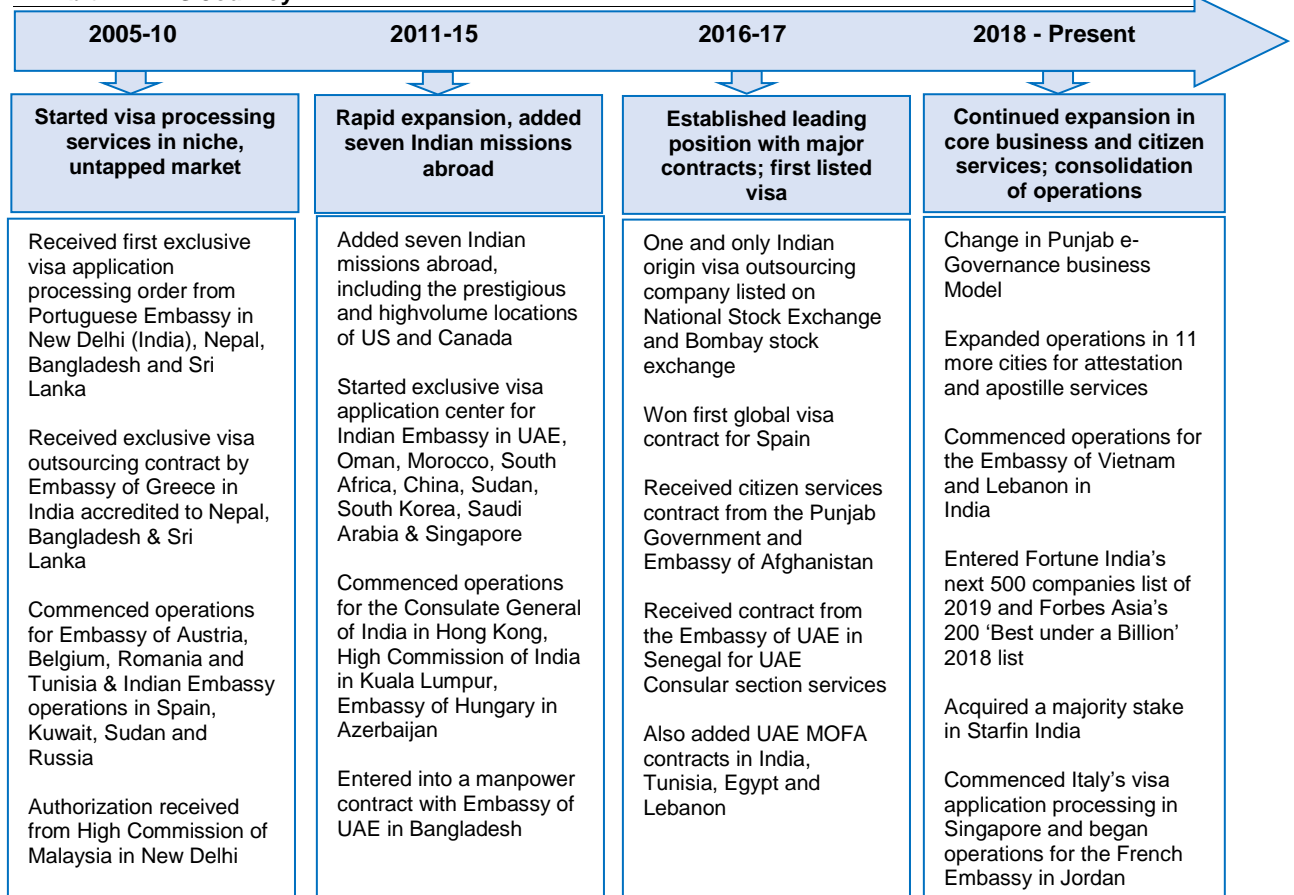 2005-10
2011-15
2016-17
2018 - Present
Started visa processing
services in niche,
untapped market
Rapid expansion, added
seven Indian missions
abroad
Established leading
position with major
contracts; first listed
visa
Continued expansion in
core business and citizen
services; consolidation
of operations
Received first exclusive
visa application
processing order from
Portuguese Embassy in
New Delhi (India), Nepal,
Bangladesh and Sri
Lanka
Received exclusive visa
outsourcing contract by
Embassy of Greece in
India accredited to Nepal,
Bangladesh & Sri
Lanka
Commenced operations
for Embassy of Austria,
Belgium, Romania and
Tunisia & Indian Embassy
operations in Spain,
Kuwait, Sudan and
Russia
Authorization received
from High Commission of
Malaysia in New Delhi
Added seven Indian
missions abroad,
including the prestigious
and highvolume locations
of US and Canada
Started exclusive visa
application center for
Indian Embassy in UAE,
Oman, Morocco, South
Africa, China, Sudan,
South Korea, Saudi
Arabia & Singapore
Commenced operations
for the Consulate General
of India in Hong Kong,
High Commission of India
in Kuala Lumpur,
Embassy of Hungary in
Azerbaijan
Entered into a manpower
contract with Embassy of
UAE in Bangladesh
One and only Indian
origin visa outsourcing
company listed on
National Stock Exchange
and Bombay stock
exchange
Won first global visa
contract for Spain
Received citizen services
contract from the Punjab
Government and
Embassy of Afghanistan
Received contract from
the Embassy of UAE in
Senegal for UAE
Consular section services
Also added UAE MOFA
contracts in India,
Tunisia, Egypt and
Lebanon
Change in Punjab e-
Governance business
Model
Expanded operations in 11
more cities for attestation
and apostille services
Commenced operations for
the Embassy of Vietnam
and Lebanon in
India
Entered Fortune India's
next 500 companies list of
2019 and Forbes Asia's
200 ‘Best under a Billion’
2018 list
Acquired a majority stake
in Starfin India
Commenced Italy's visa
application processing in
Singapore and began
operations for the French
Embassy in Jordan